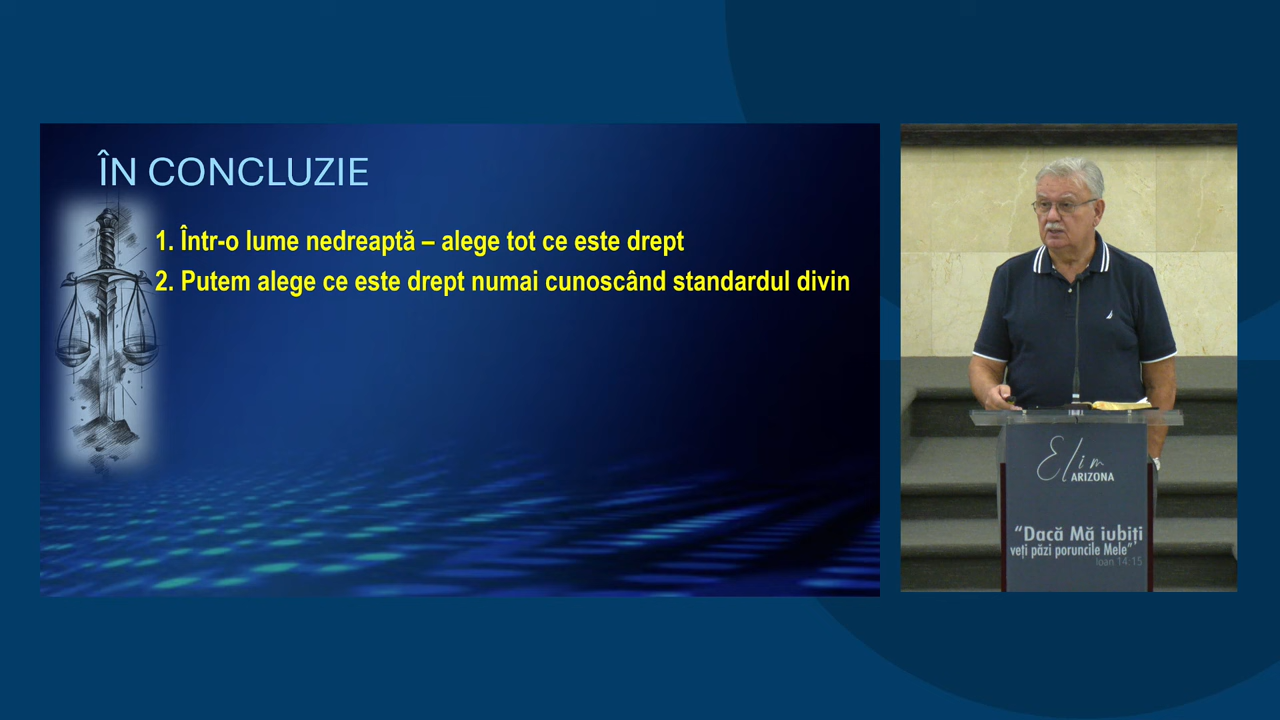 ÎN CONCLUZIE
1. Într-o lume nedreaptă – alege tot ce este drept
2. Putem alege ce este drept numai cunoscând standardul divin
Elim
ARIZONA
“Dacă Mă iubiți
veți păzi poruncile Mele”
Ioan 14:15